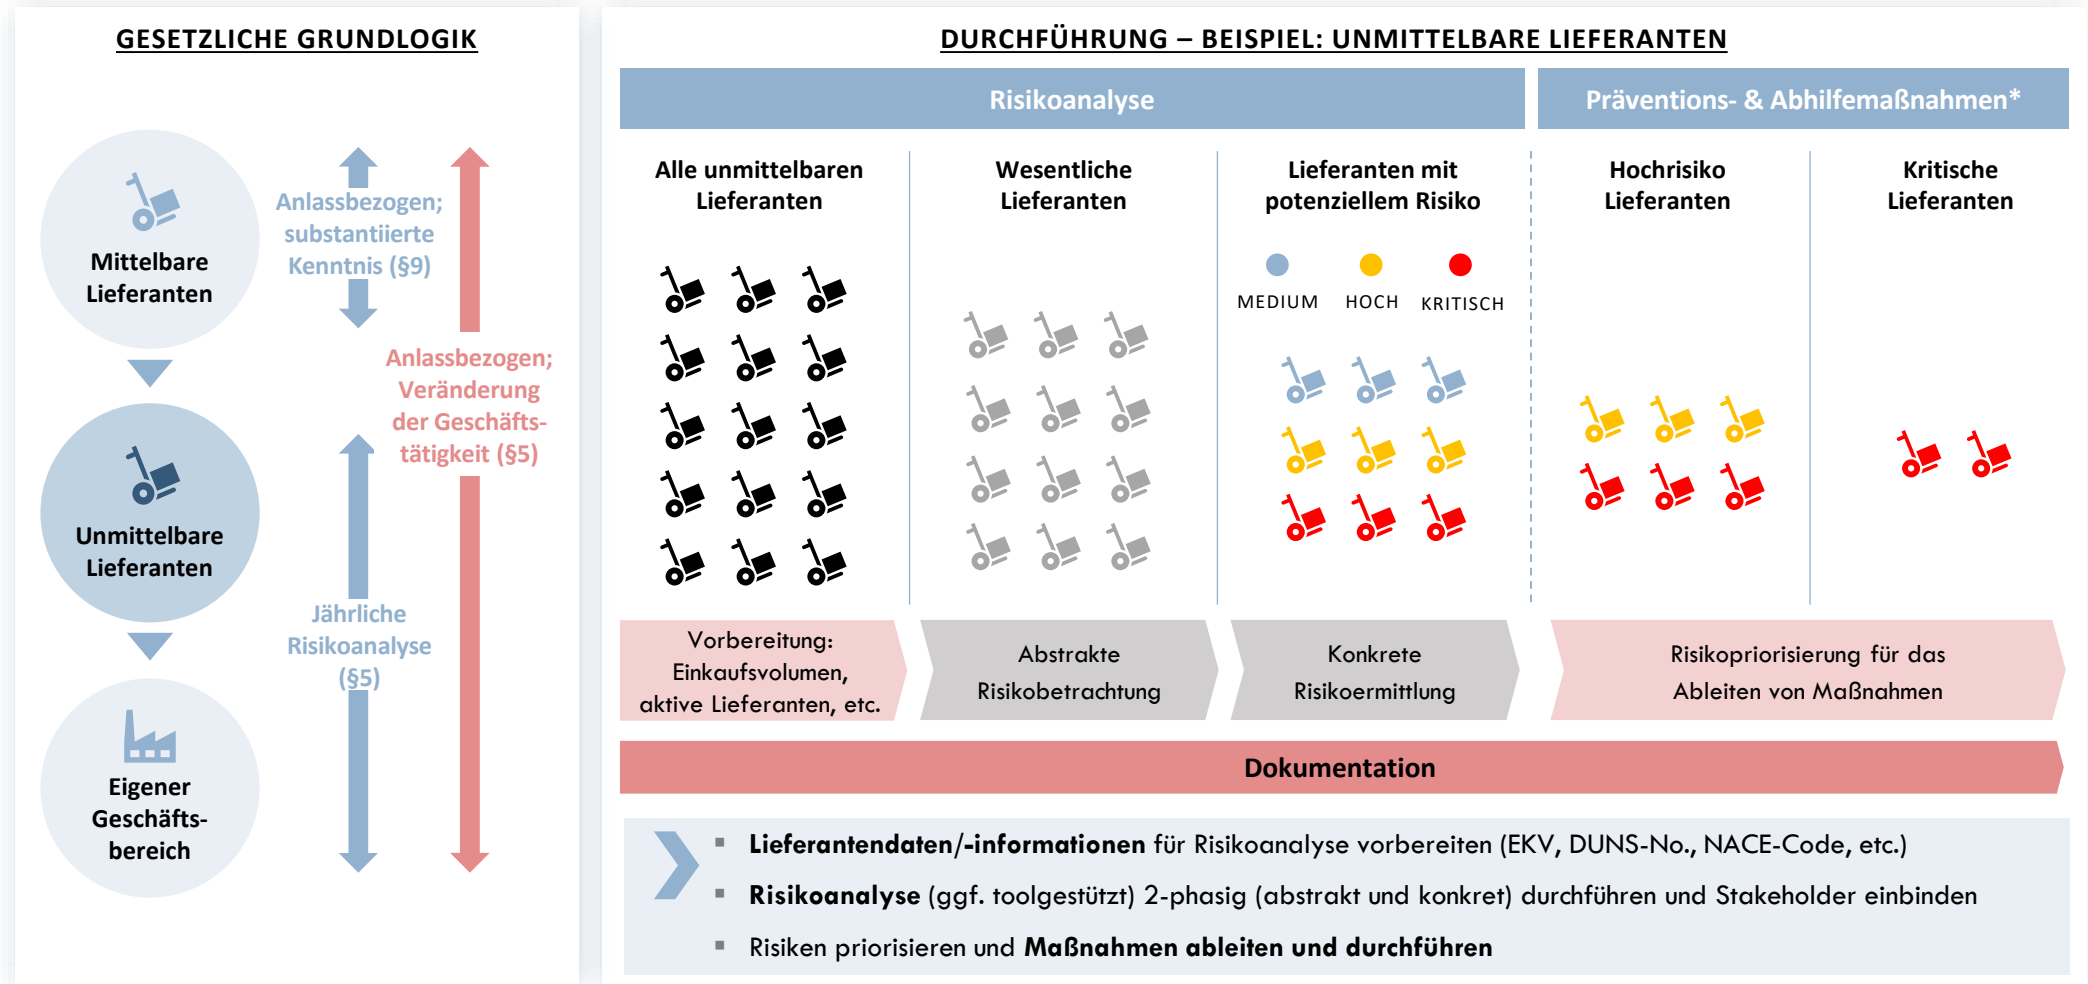 GESETZLICHE GRUNDLOGIK
Mittelbare
Lieferanten
Unmittelbare
Lieferanten
Eigener
Geschäfts-
bereich
Anlassbezogen;
substantiierte
Kenntnis (§9)
Anlassbezogen;
Veränderung
der Geschäfts-
tätigkeit (§5)
Jährliche
Risikoanalyse
(§5)
DURCHFÜHRUNG – BEISPIEL: UNMITTELBARE LIEFERANTEN
Risikoanalyse
Präventions- & Abhilfemaßnahmen*
Alle unmittelbaren
Lieferanten
Wesentliche
Lieferanten
Lieferanten mit
potenziellem Risiko
MEDIUM
HOCH
KRITISCH
Hochrisiko
Lieferanten
Kritische
Lieferanten
Vorbereitung:
Einkaufsvolumen,
aktive Lieferanten, etc.
Abstrakte
Risikobetrachtung
Konkrete
Risikoermittlung
Risikopriorisierung für das
Ableiten von Maßnahmen
Dokumentation
▪ Lieferantendaten/-informationen für Risikoanalyse vorbereiten (EKV, DUNS-No., NACE-Code, etc.)
▪ Risikoanalyse (ggf. toolgestützt) 2-phasig (abstrakt und konkret) durchführen und Stakeholder einbinden
▪ Risiken priorisieren und Maßnahmen ableiten und durchführen